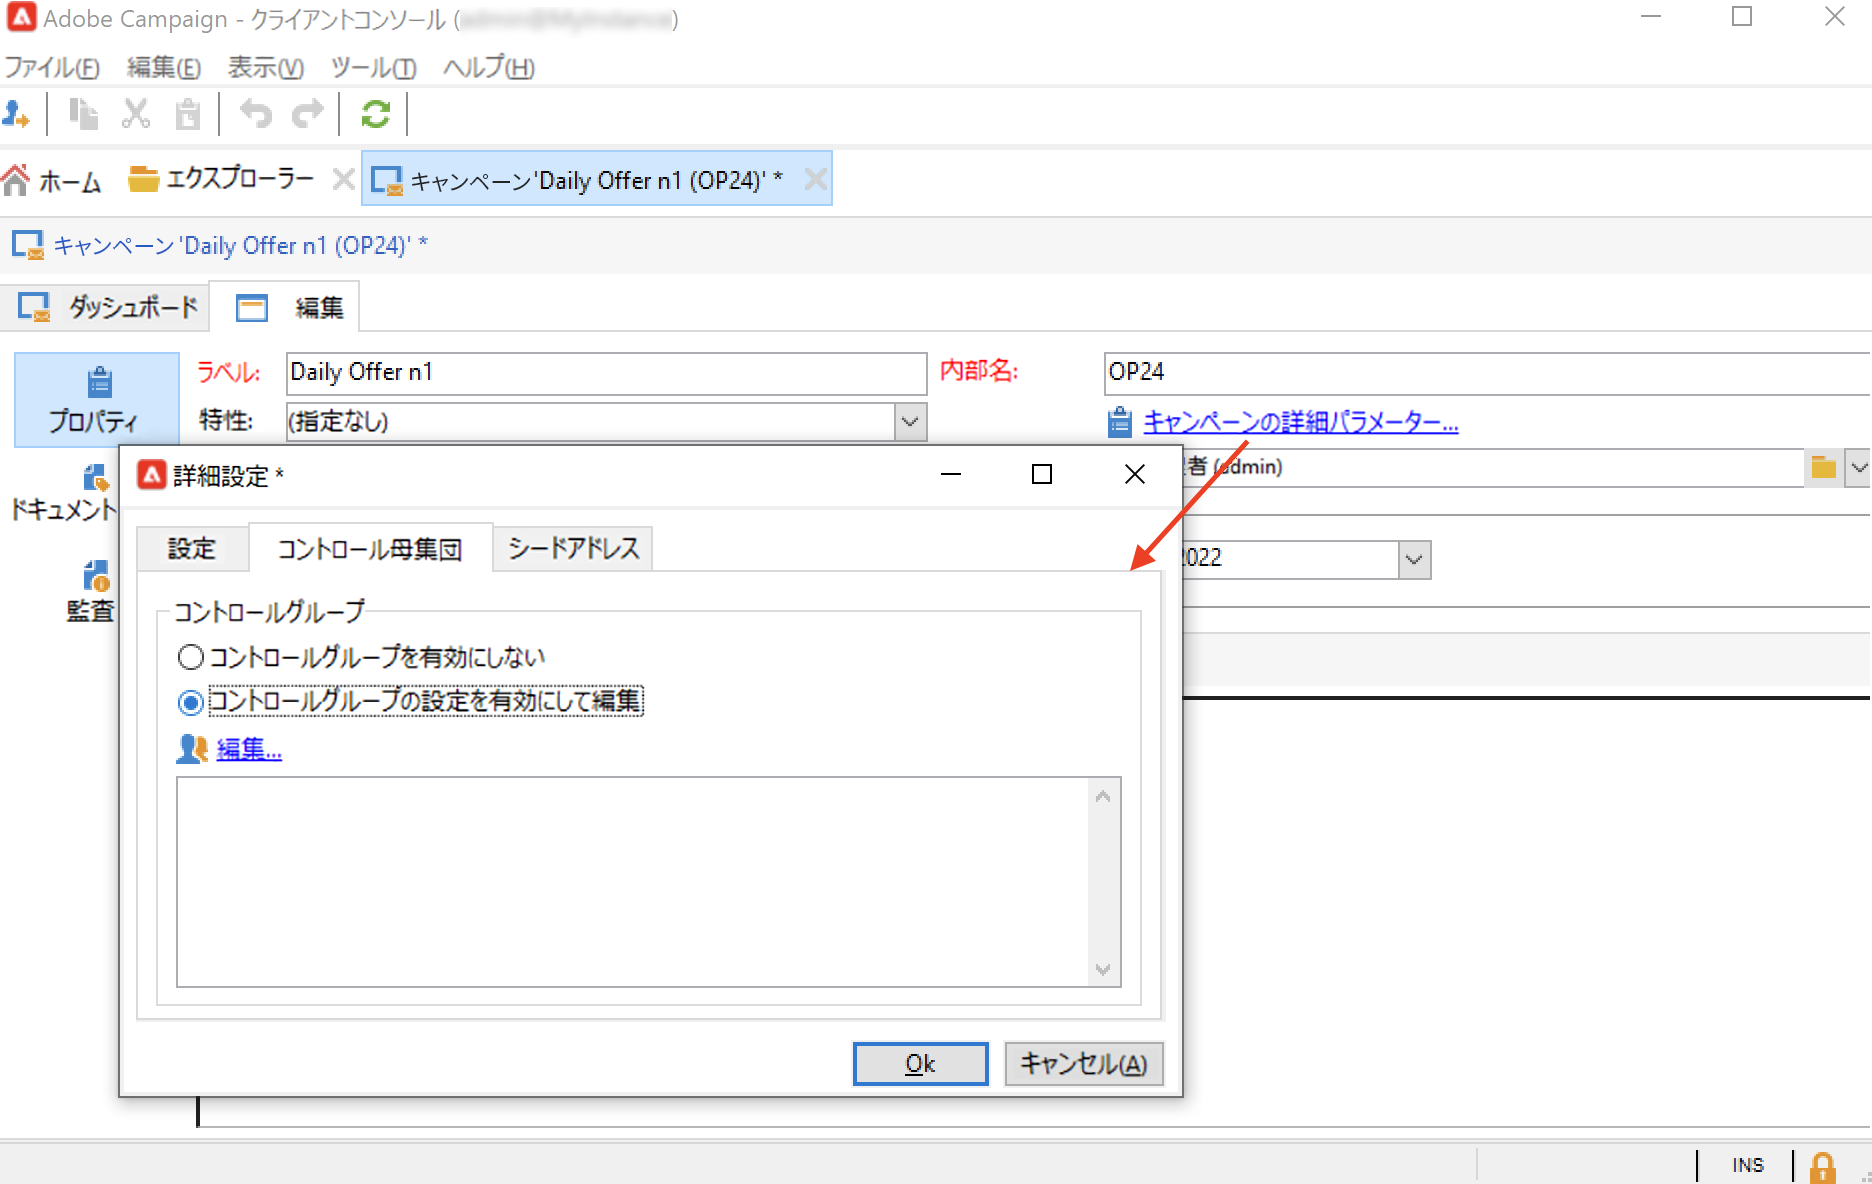 Adobe Campaign - クライアントコンソール (
ファイル(F) 編集(E) 表示(V) ツール(T) ヘルプ(H)
ホーム エクスプローラー キャンペーン'Daily Offer n1 (OP24)' *
キャンペーン'Daily Offer n1 (OP24)' *
ダッシュボード 編集
プロパティ
ラベル: Daily Offer n1 内部名: OP24
特性: (指定なし) キャンペーンの詳細パラメーター...
者 (admin)
ドキュメント
2022
監査
詳細設定 *
設定 コントロール母集団 シードアドレス
コントロールグループ
コントロールグループを有効にしない
コントロールグループの設定を有効にして編集
編集...
Ok キャンセル(A)
INS